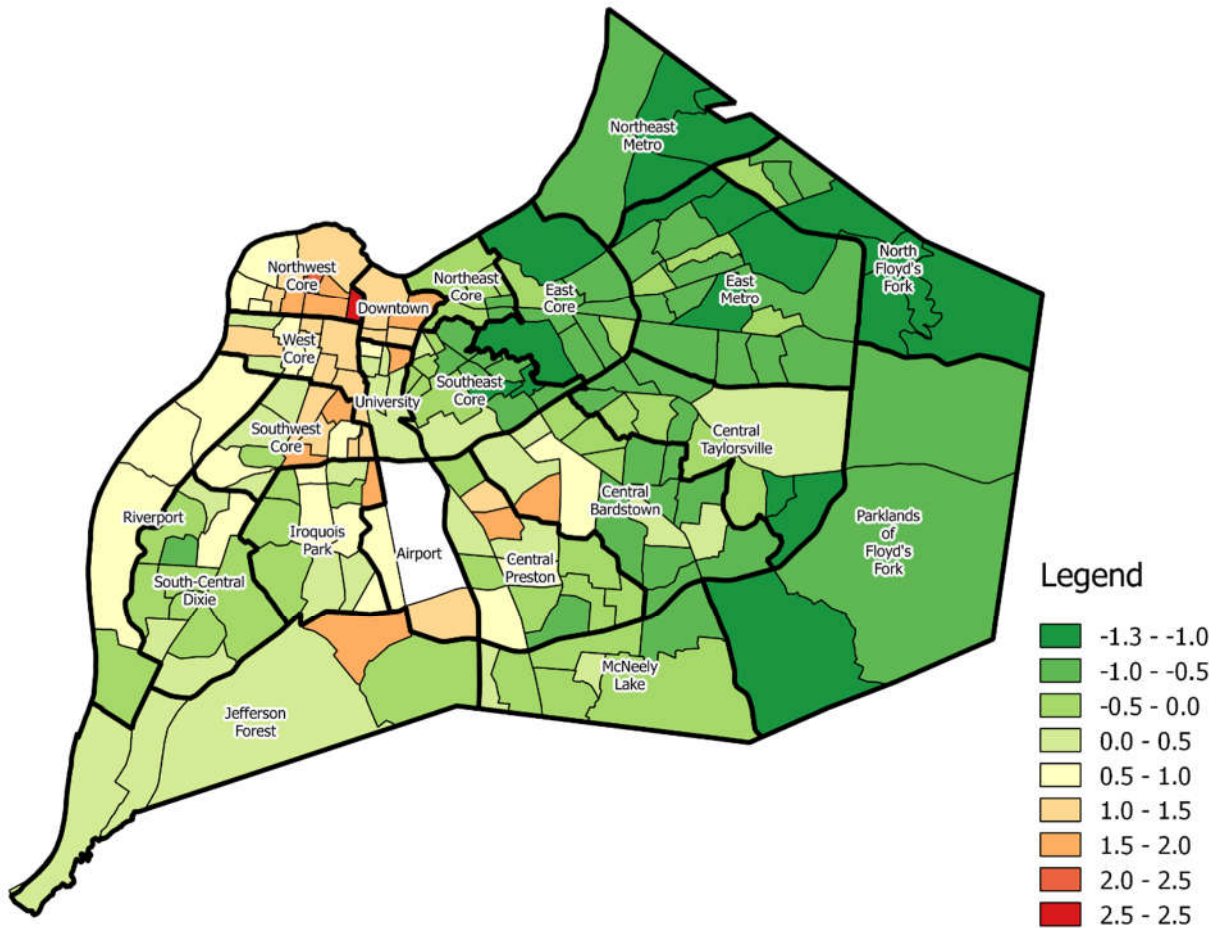 Northeast
Metro
North
Floyd's
Fork
Northwest
Core
Northeast
Core
East
Core
East
Metro
Downtown
West
Core
Southeast
Core
University
Southwest
Core
Central
Taylorsville
Central
Bardstown
Riverport
Iroquois
Park
Airport
Parklands
of
Floyd's
Fork
Central
Preston
South-Central
Dixie
McNeely
Lake
Jefferson
Forest
Legend
-1.3 - -1.0
-1.0 - -0.5
-0.5 - 0.0
0.0 - 0.5
0.5 - 1.0
1.0 - 1.5
1.5 - 2.0
2.0 - 2.5
2.5 - 2.5